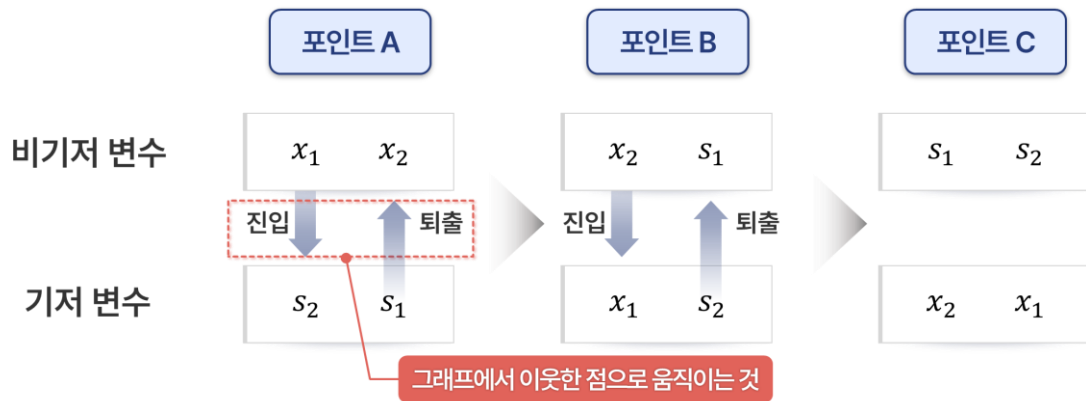 포인트 A 포인트 B 포인트 C
비기저 변수 x₁ x₂ x₂ s₁ s₁ s₂
진입 퇴출 진입 퇴출
기저 변수 s₂ s₁ x₁ s₂ x₂ x₁
그래프에서 이웃한 점으로 움직이는 것